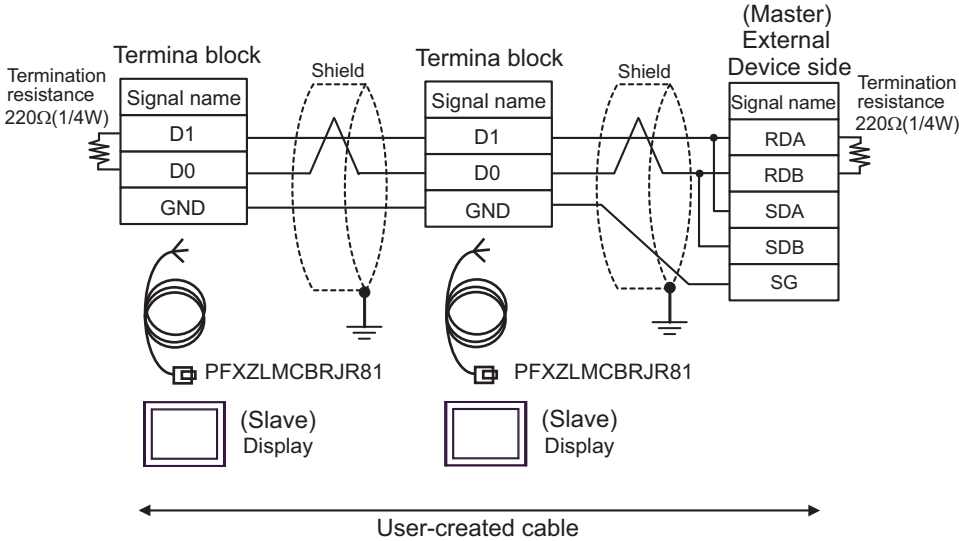 Termina block
Termination
resistance
220Ω(1/4W)
Signal name
D1
D0
GND
Shield
Termina block
Signal name
D1
D0
GND
Shield
(Master)
External
Device side
Signal name
RDA
RDB
SDA
SDB
SG
Termination
resistance
220Ω(1/4W)
PFXZLMCBRJR81
(Slave)
Display
PFXZLMCBRJR81
(Slave)
Display
User-created cable